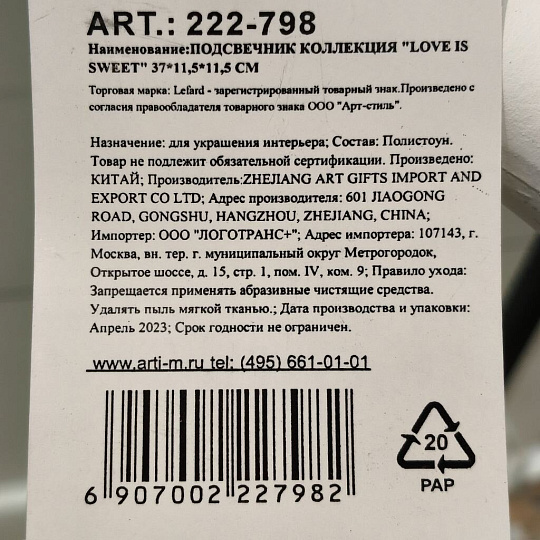 ART.: 222-798
Наименование:ПОДСВЕЧНИК КОЛЛЕКЦИЯ "LOVE IS
SWEET" 37*11,5*11,5 СМ
Торговая марка: Lefard - зарегистрированный товарный знак.Произведено с
согласия правообладателя товарного знака ООО "Арт-стиль".
Назначение: для украшения интерьера; Состав: Полистоун.
Товар не подлежит обязательной сертификации. Произведено:
КИТАЙ; Производитель:ZHEJIANG ART GIFTS IMPORT AND
EXPORT CO LTD; Адрес производителя: 601 JIAOGONG
ROAD, GONGSHU, HANGZHOU, ZHEJIANG, CHINA;
Импортер: ООО "ЛОГОТРАНС+"; Адрес импортера: 107143, г.
Москва, вн. тер. г. муниципальный округ Метрогородок,
Открытое шоссе, д. 15, стр. 1, пом. IV, ком. 9; Правило ухода:
Запрещается применять абразивные чистящие средства.
Удалять пыль мягкой тканью.; Дата производства и упаковки:
Апрель 2023; Срок годности не ограничен.
www.arti-m.ru tel: (495) 661-01-01
6 907002 227982
20
PAP